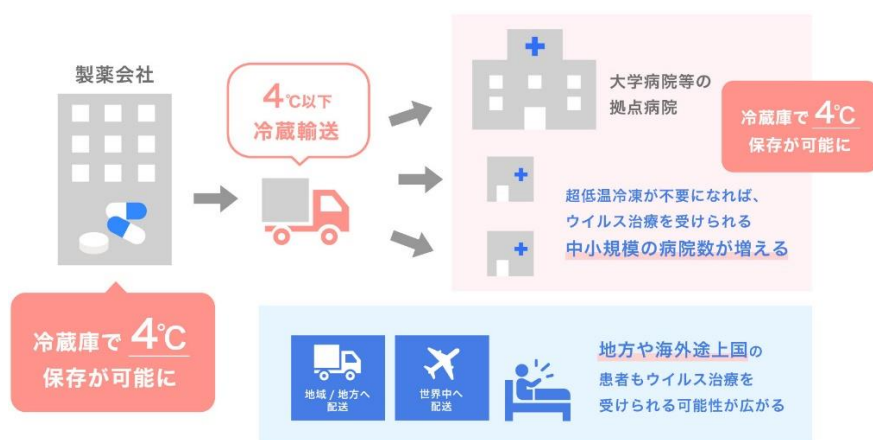 製薬会社
4℃以下
冷蔵輸送
大学病院等の
拠点病院
冷蔵庫で 4℃
保存が可能に
超低温冷凍が不要になれば、
ウイルス治療を受けられる
中小規模の病院数が増える
冷蔵庫で 4℃
保存が可能に
地域 / 地方へ
配送
世界中へ
配送
地方や海外途上国の
患者もウイルス治療を
受けられる可能性が広がる